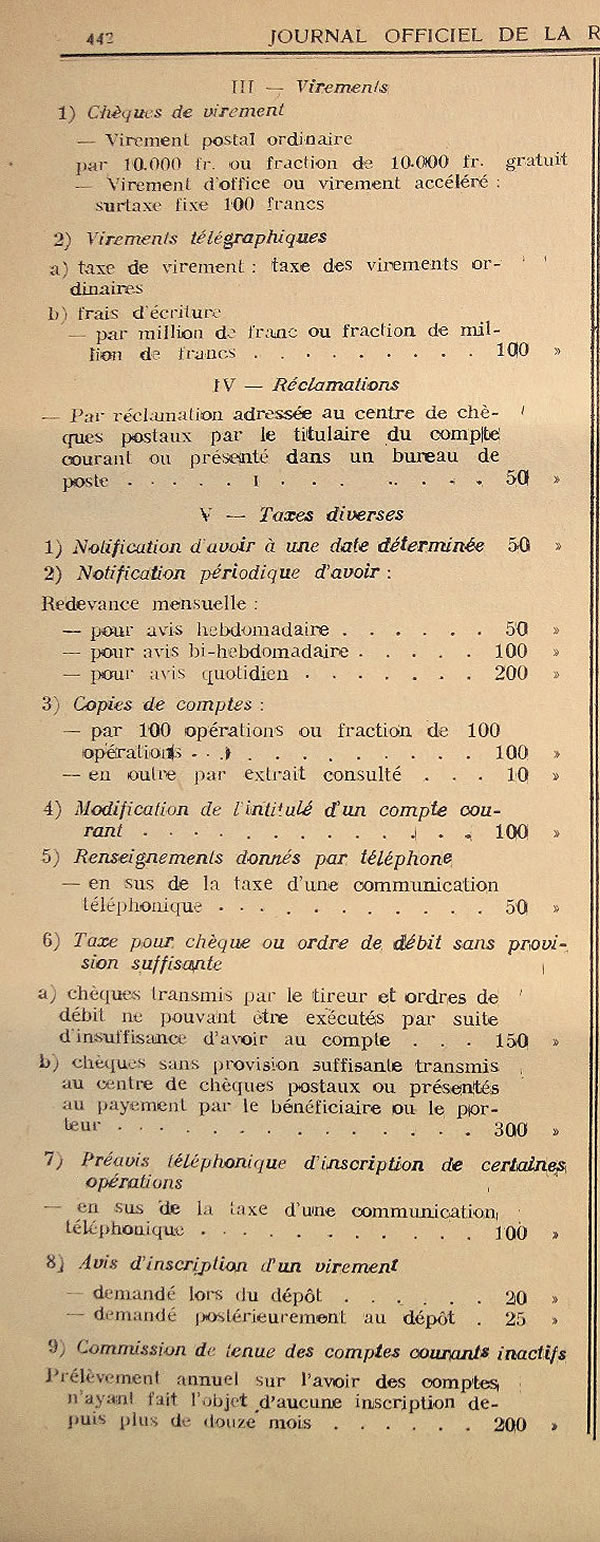 442 JOURNAL OFFICIEL DE LA R
III — Virements
1) Chèques de virement
— Virement postal ordinaire
par 10.000 fr. ou fraction de 10.000 fr. gratuit
— Virement d'office ou virement accéléré :
surtaxe fixe 100 francs
2) Virements télégraphiques
a) taxe de virement : taxe des virements or-
dinaires
b) frais d'écriture
— par million de franc ou fraction de mil-
lion de francs . . . . . . . . . 100 »
IV — Réclamations
— Par réclamation adressée au centre de chè-
ques postaux par le titulaire du compte
courant ou présenté dans un bureau de
poste . . . . . . . . . . . . . 50 »
V — Taxes diverses
1) Notification d'avoir à une date déterminée 50 »
2) Notification périodique d'avoir :
Redevance mensuelle :
— pour avis hebdomadaire . . . . . . 50 »
— pour avis bi-hebdomadaire . . . . . 100 »
— pour avis quotidien . . . . . . . 200 »
3) Copies de comptes :
— par 100 opérations ou fraction de 100
opérations . . . . . . . . . . . 100 »
— en outre par extrait consulté . . . 10 »
4) Modification de l'intitulé d'un compte cou-
rant . . . . . . . . . . . . . 100 »
5) Renseignements donnés par téléphone
— en sus de la taxe d'une communication
téléphonique . . . . . . . . . . . 50 »
6) Taxe pour chèque ou ordre de débit sans provi-
sion suffisante
a) chèques transmis par le tireur et ordres de
débit ne pouvant être exécutés par suite
d'insuffisance d'avoir au compte . . . 150 »
b) chèques sans provision suffisante transmis
au centre de chèques postaux ou présentés
au payement par le bénéficiaire ou le por-
teur . . . . . . . . . . . . . . 300 »
7) Préavis téléphonique d'inscription de certaines
opérations
— en sus de la taxe d'une communication
téléphonique . . . . . . . . . . . 100 »
8) Avis d'inscription d'un virement
— demandé lors du dépôt . . . . . . 20 »
— demandé postérieurement au dépôt . 25 »
9) Commission de tenue des comptes courants inactifs
Prélèvement annuel sur l'avoir des comptes
n'ayant fait l'objet d'aucune inscription de-
puis plus de douze mois . . . . . . 200 »